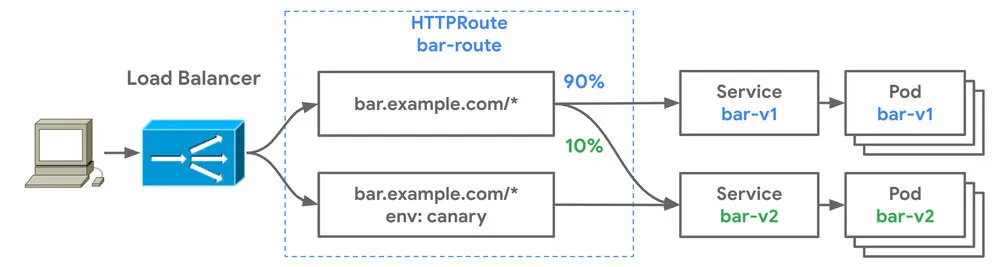 HTTPRoute
bar-route
Load Balancer
bar.example.com/*
90%
10%
Service
bar-v1
Pod
bar-v1
bar.example.com/*
env: canary
Service
bar-v2
Pod
bar-v2